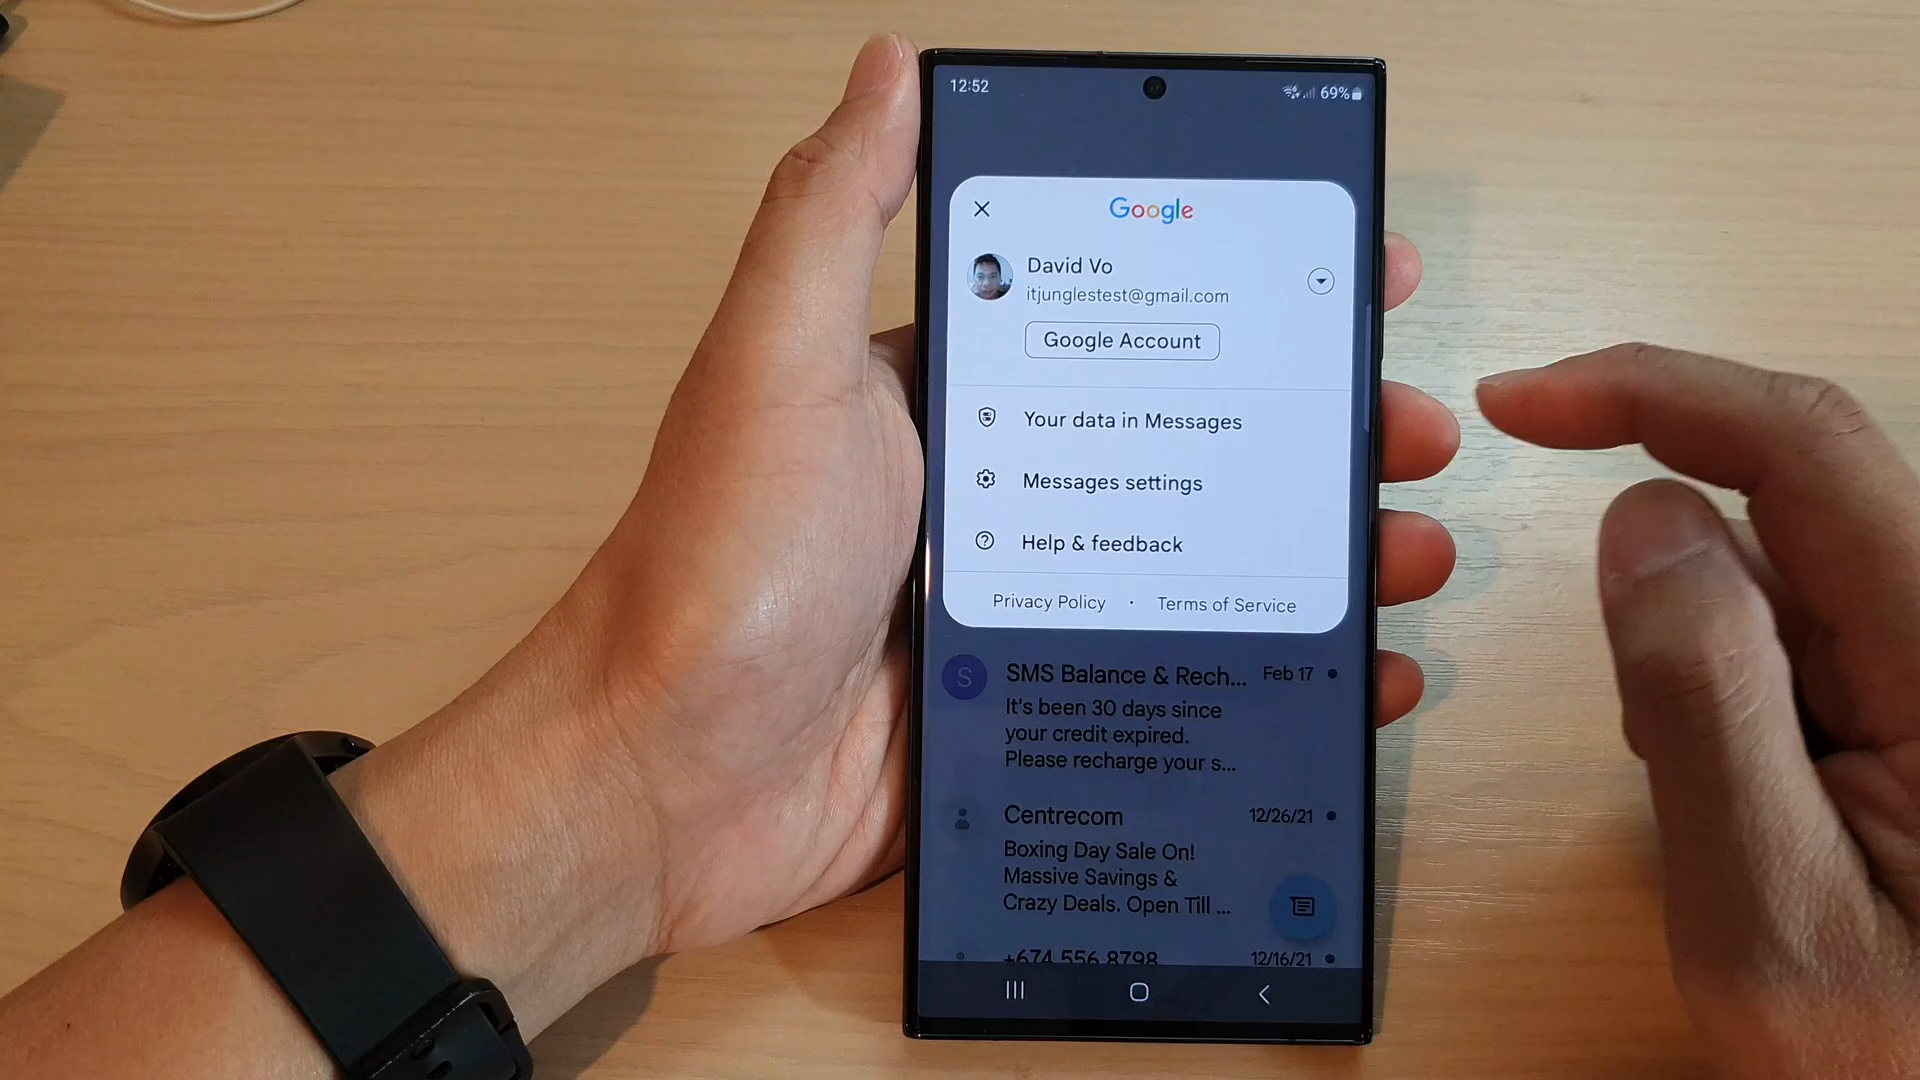 12:52
69%
Google
David Vo
itjunglestest@gmail.com
Google Account
Your data in Messages
Messages settings
Help & feedback
Privacy Policy · Terms of Service
S
SMS Balance & Rech... Feb 17
It's been 30 days since
your credit expired.
Please recharge your s...
Centrecom 12/26/21
Boxing Day Sale On!
Massive Savings &
Crazy Deals. Open Till ...
+674 556 8798 12/16/21